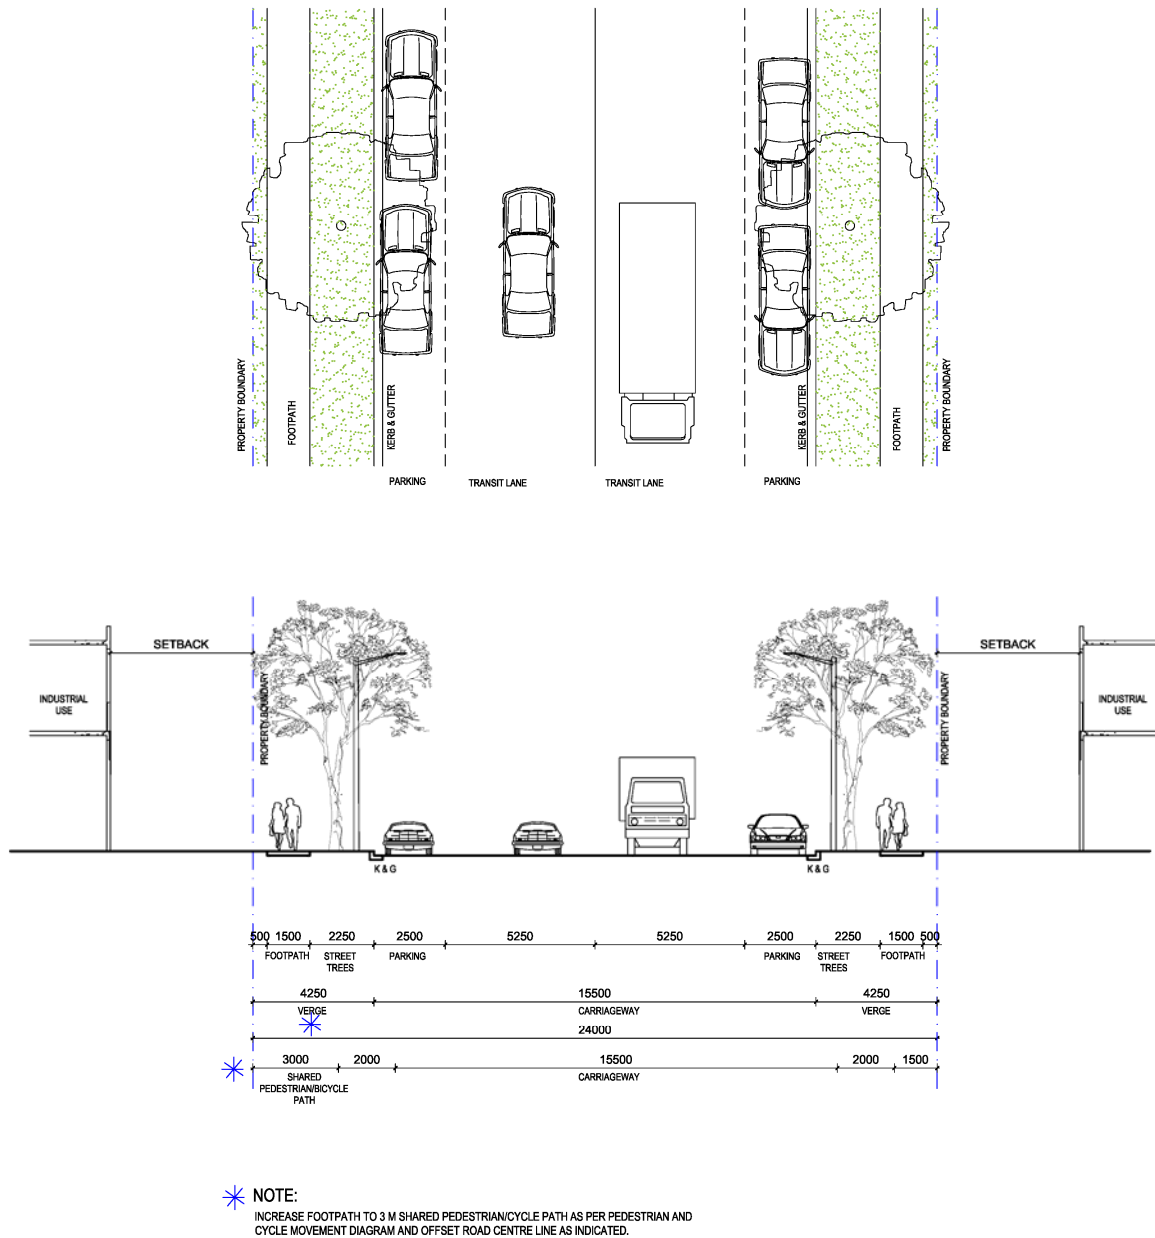 PROPERTY BOUNDARY
FOOTPATH
KERB & GUTTER
KERB & GUTTER
FOOTPATH
PROPERTY BOUNDARY
PARKING
TRANSIT LANE
TRANSIT LANE
PARKING
SETBACK
SETBACK
INDUSTRIAL
USE
PROPERTY BOUNDARY
PROPERTY BOUNDARY
INDUSTRIAL
USE
K & G
K & G
500 1500 2250 2500 5250 5250 2500 2250 1500 500
FOOTPATH STREET PARKING PARKING STREET FOOTPATH
TREES TREES
4250 15500 4250
VERGE CARRIAGEWAY VERGE
24000
3000 2000 15500 2000 1500
SHARED CARRIAGEWAY
PEDESTRIAN/BICYCLE
PATH
NOTE:
INCREASE FOOTPATH TO 3 M SHARED PEDESTRIAN/CYCLE PATH AS PER PEDESTRIAN AND
CYCLE MOVEMENT DIAGRAM AND OFFSET ROAD CENTRE LINE AS INDICATED.